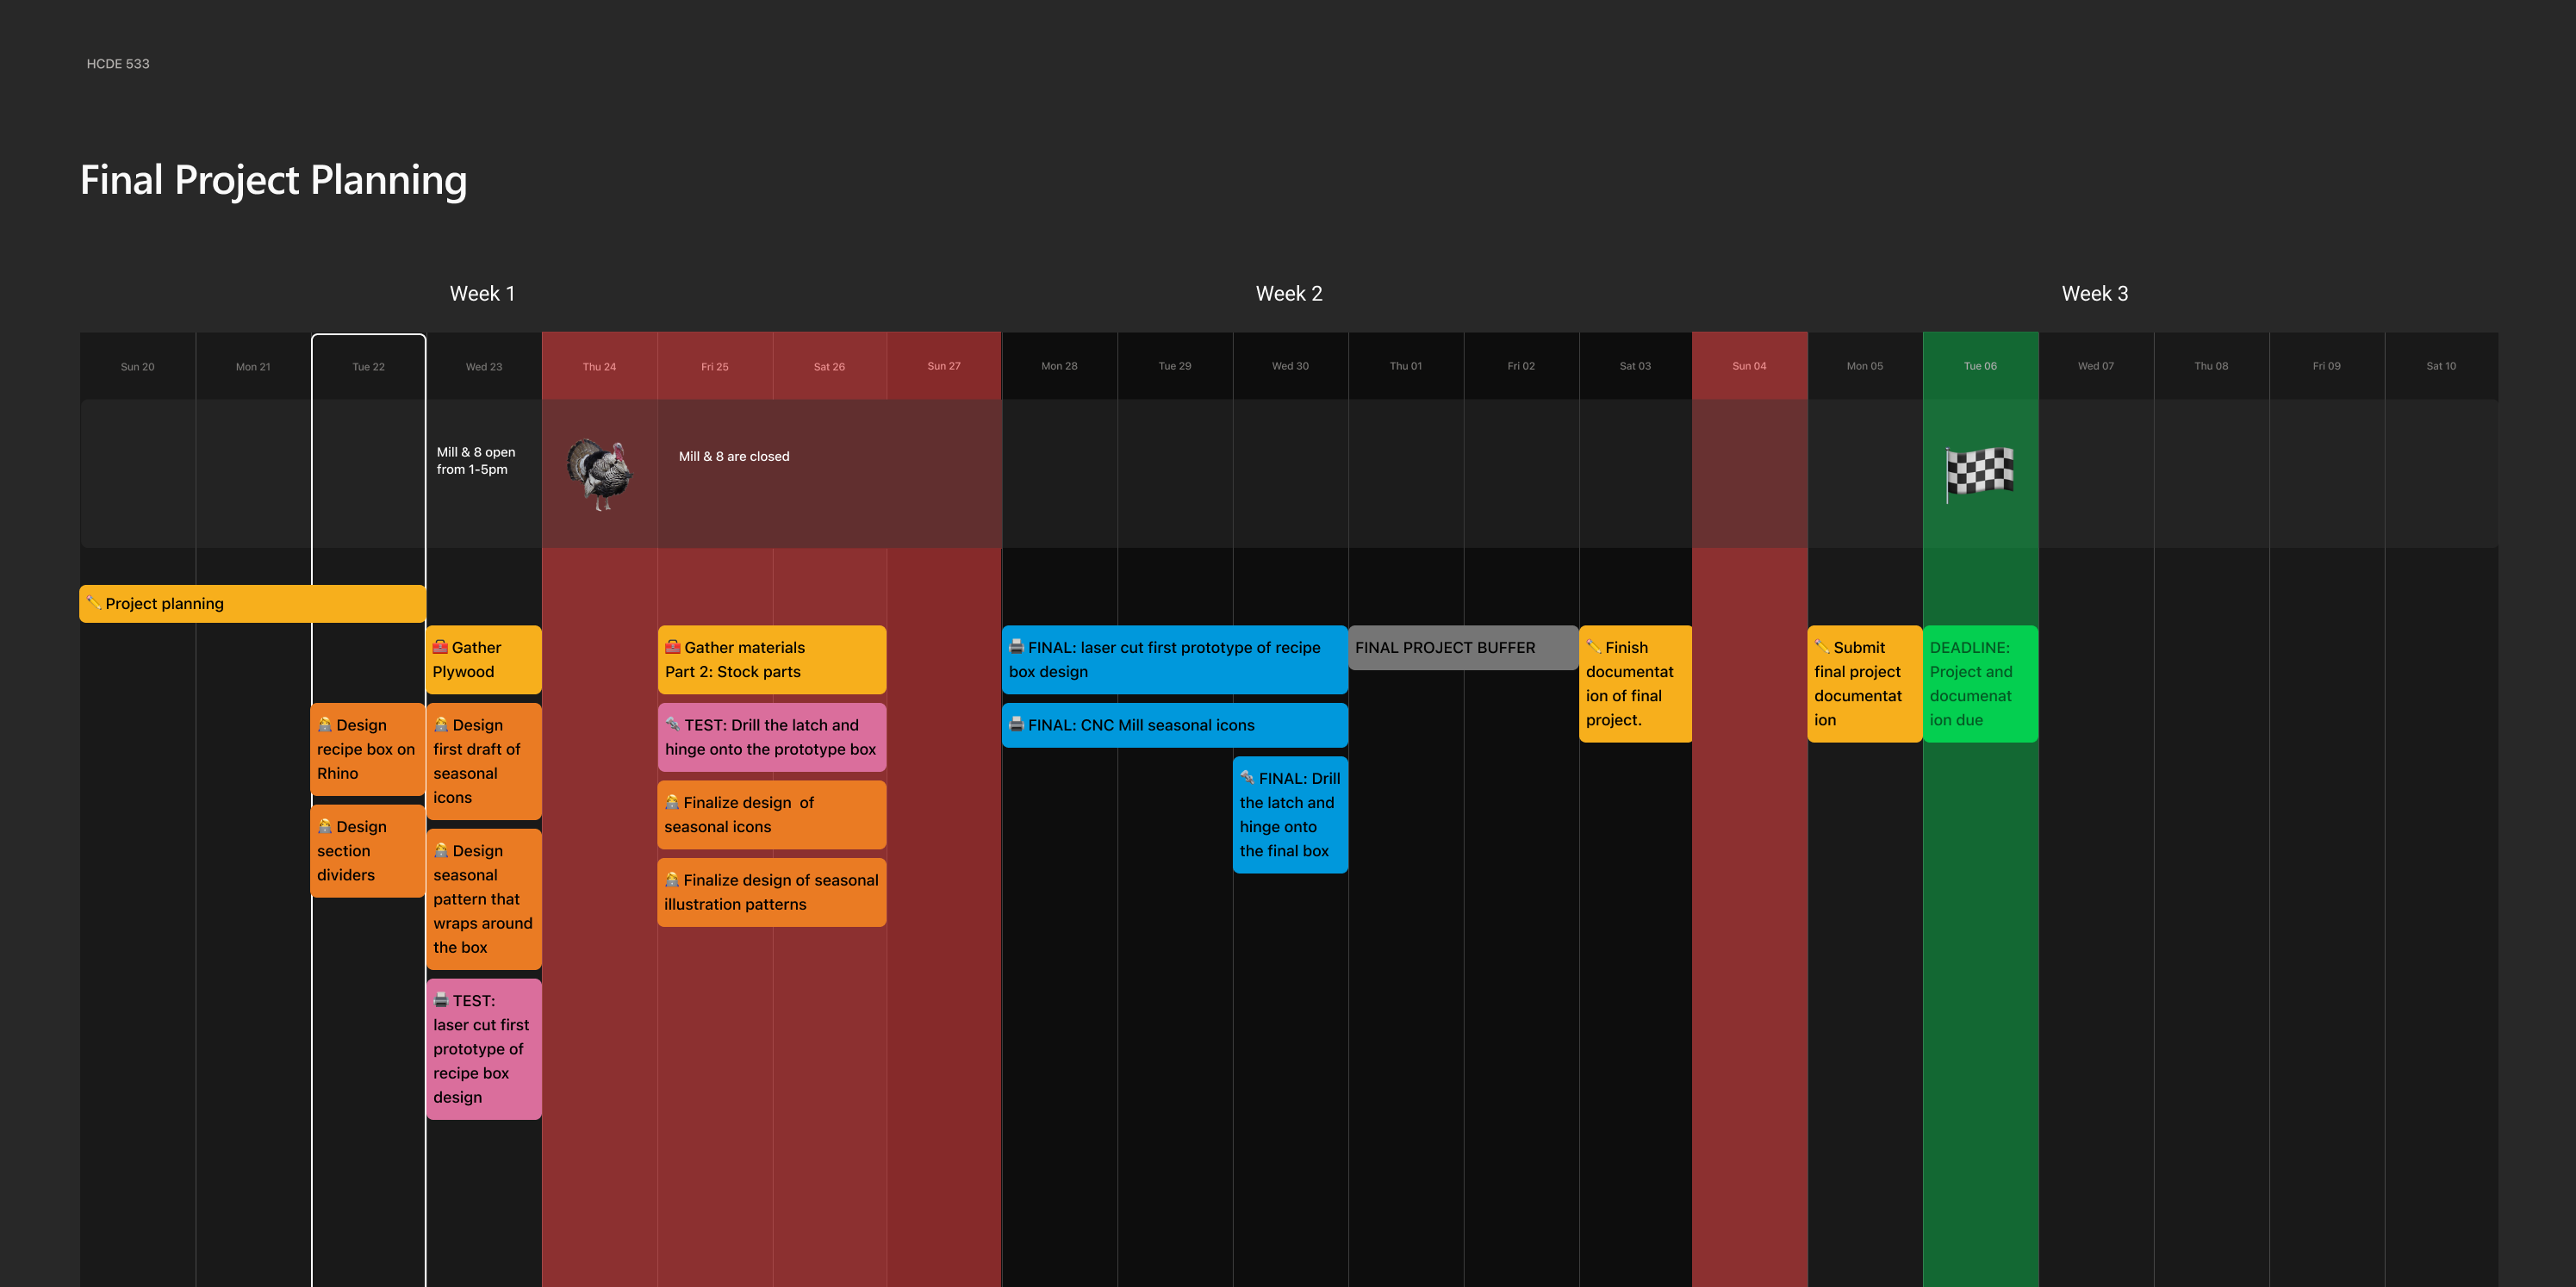 HCDE 533
Final Project Planning
Week 1
Week 2
Week 3
Sun 20
Mon 21
Tue 22
Wed 23
Thu 24
Fri 25
Sat 26
Sun 27
Mon 28
Tue 29
Wed 30
Thu 01
Fri 02
Sat 03
Sun 04
Mon 05
Tue 06
Wed 07
Thu 08
Fri 09
Sat 10
Mill & 8 open
from 1-5pm
Mill & 8 are closed
Project planning
Gather
Plywood
Gather materials
Part 2: Stock parts
FINAL: laser cut first prototype of recipe
box design
FINAL PROJECT BUFFER
Finish
documentat
ion of final
project.
Submit
final project
documentat
ion
DEADLINE:
Project and
documenat
ion due
Design
recipe box on
Rhino
Design
first draft of
seasonal
icons
TEST: Drill the latch and
hinge onto the prototype box
FINAL: CNC Mill seasonal icons
FINAL: Drill
the latch and
hinge onto
the final box
Design
section
dividers
Design
seasonal
pattern that
wraps around
the box
Finalize design  of
seasonal icons
Finalize design of seasonal
illustration patterns
TEST:
laser cut first
prototype of
recipe box
design